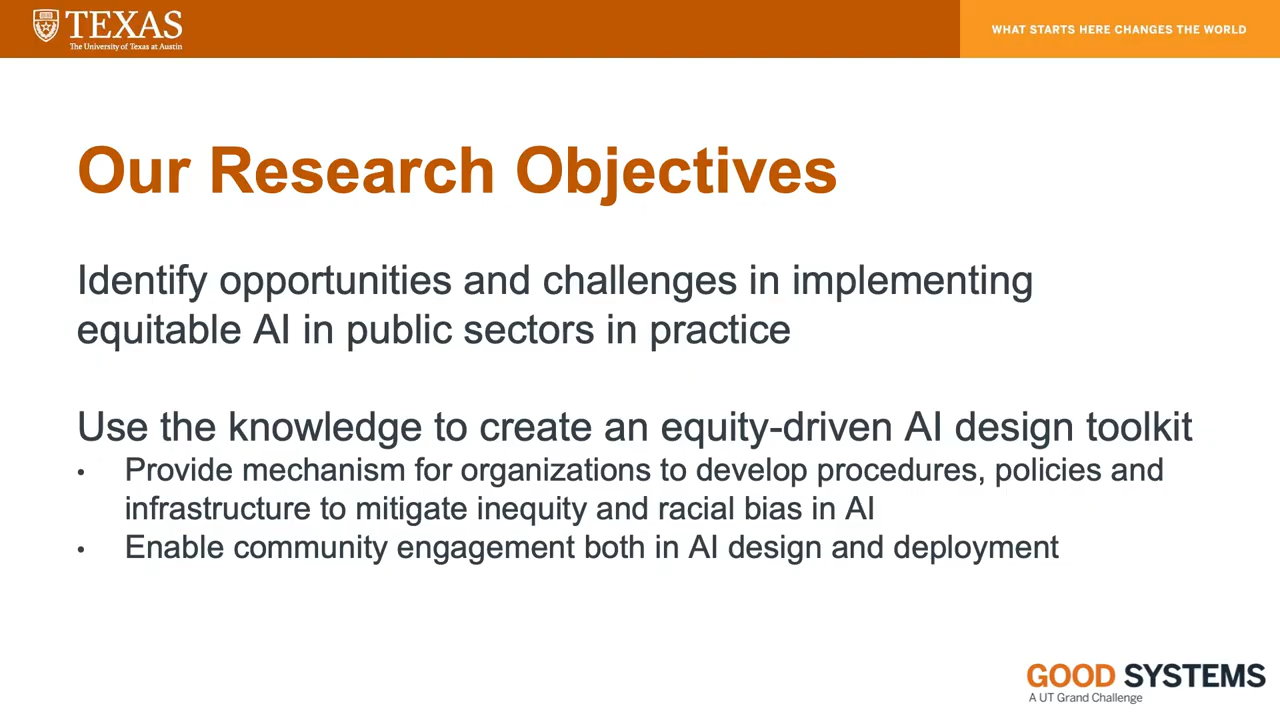 TEXAS
The University of Texas at Austin
WHAT STARTS HERE CHANGES THE WORLD
Our Research Objectives
Identify opportunities and challenges in implementing
equitable AI in public sectors in practice
Use the knowledge to create an equity-driven AI design toolkit
• Provide mechanism for organizations to develop procedures, policies and
infrastructure to mitigate inequity and racial bias in AI
• Enable community engagement both in AI design and deployment
GOOD SYSTEMS
A UT Grand Challenge